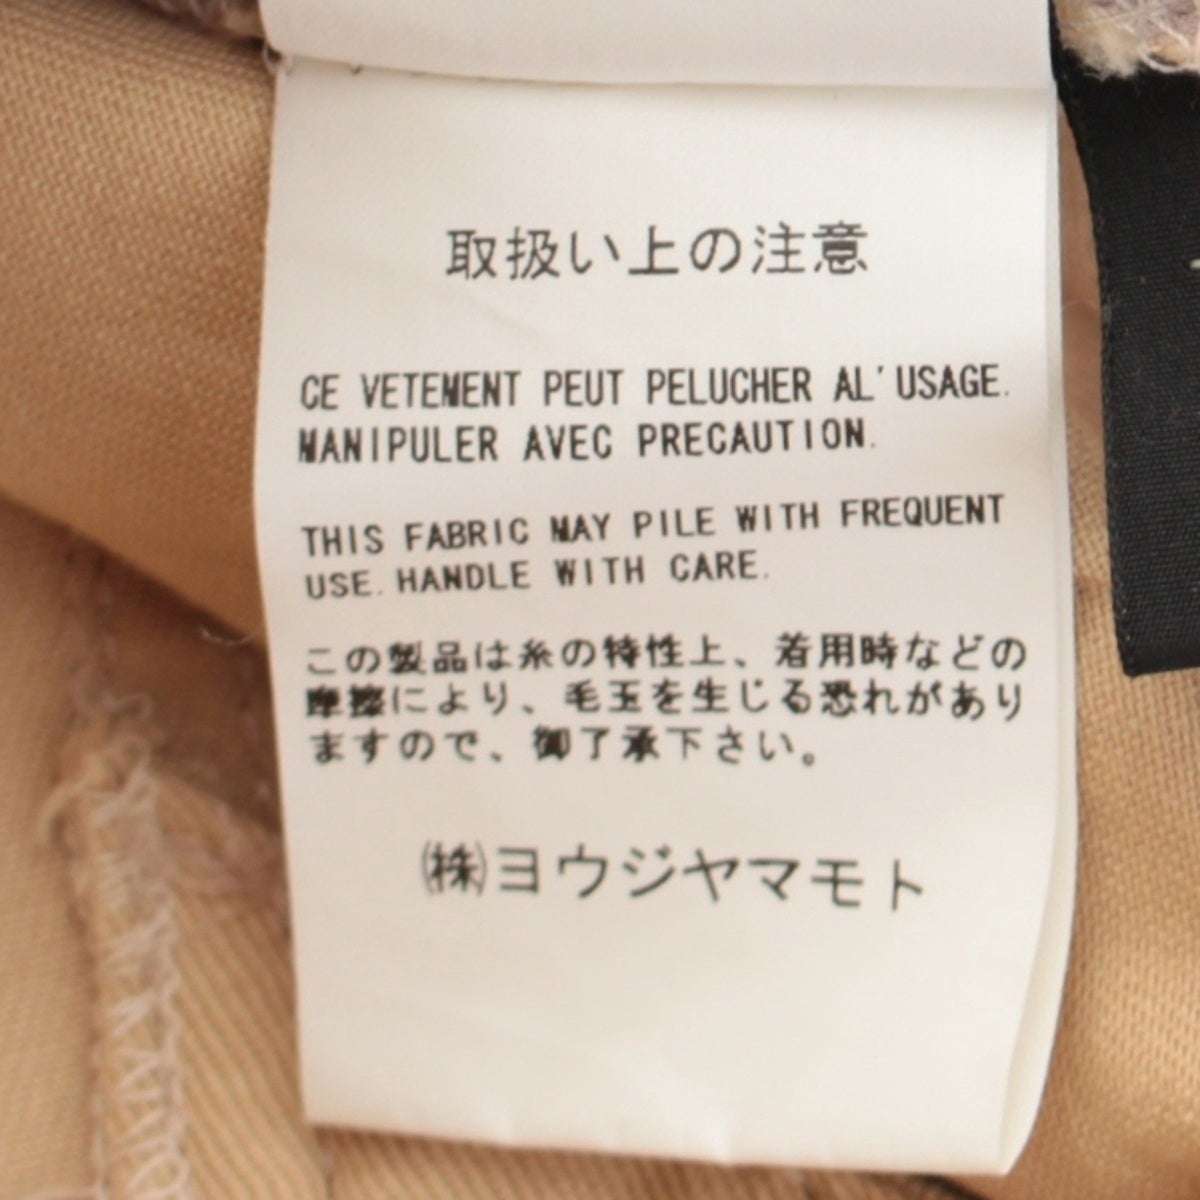 取扱い上の注意
CE VETEMENT PEUT PELUCHER AL'USAGE.
MANIPULER AVEC PRECAUTION.
THIS FABRIC MAY PILE WITH FREQUENT
USE. HANDLE WITH CARE.
この製品は糸の特性上、着用時などの
摩擦により、毛玉を生じる恐れがあり
ますので、御了承下さい。
㈱ヨウジヤマモト